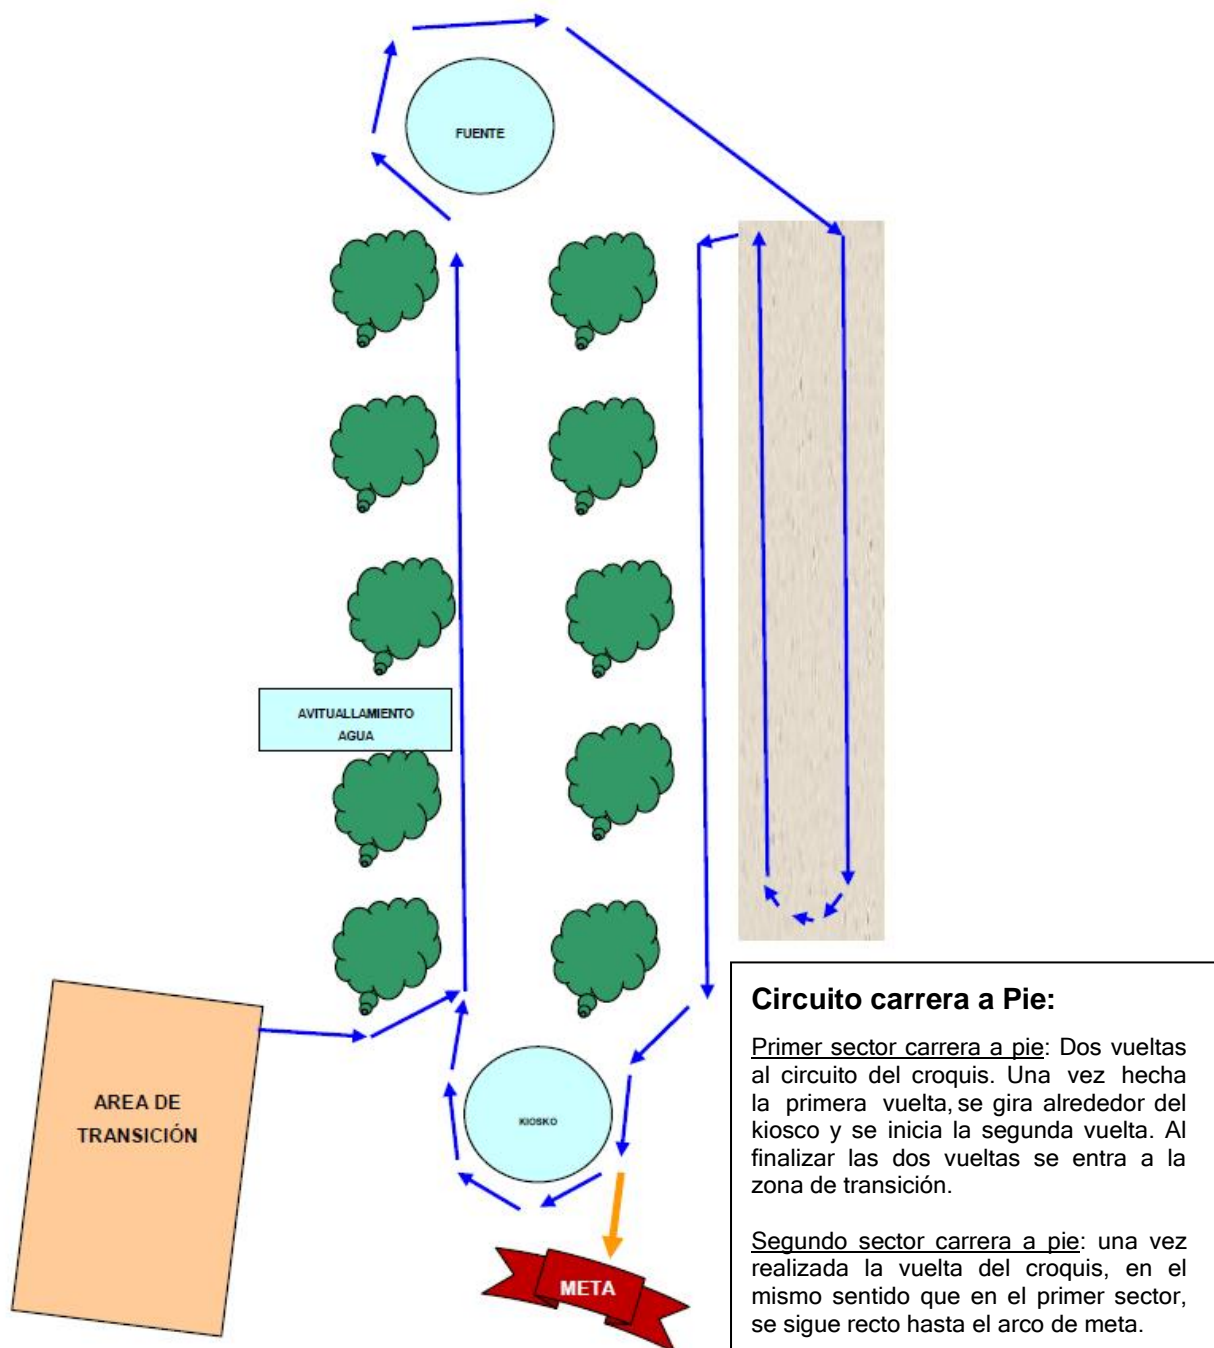 FUENTE
AVITUALLAMIENTO
AGUA
AREA DE
TRANSICIÓN
KIOSKO
META
Circuito carrera a Pie:
Primer sector carrera a pie: Dos vueltas
al circuito del croquis. Una vez hecha
la primera vuelta, se gira alrededor del
kiosco y se inicia la segunda vuelta. Al
finalizar las dos vueltas se entra a la
zona de transición.
Segundo sector carrera a pie: una vez
realizada la vuelta del croquis, en el
mismo sentido que en el primer sector,
se sigue recto hasta el arco de meta.